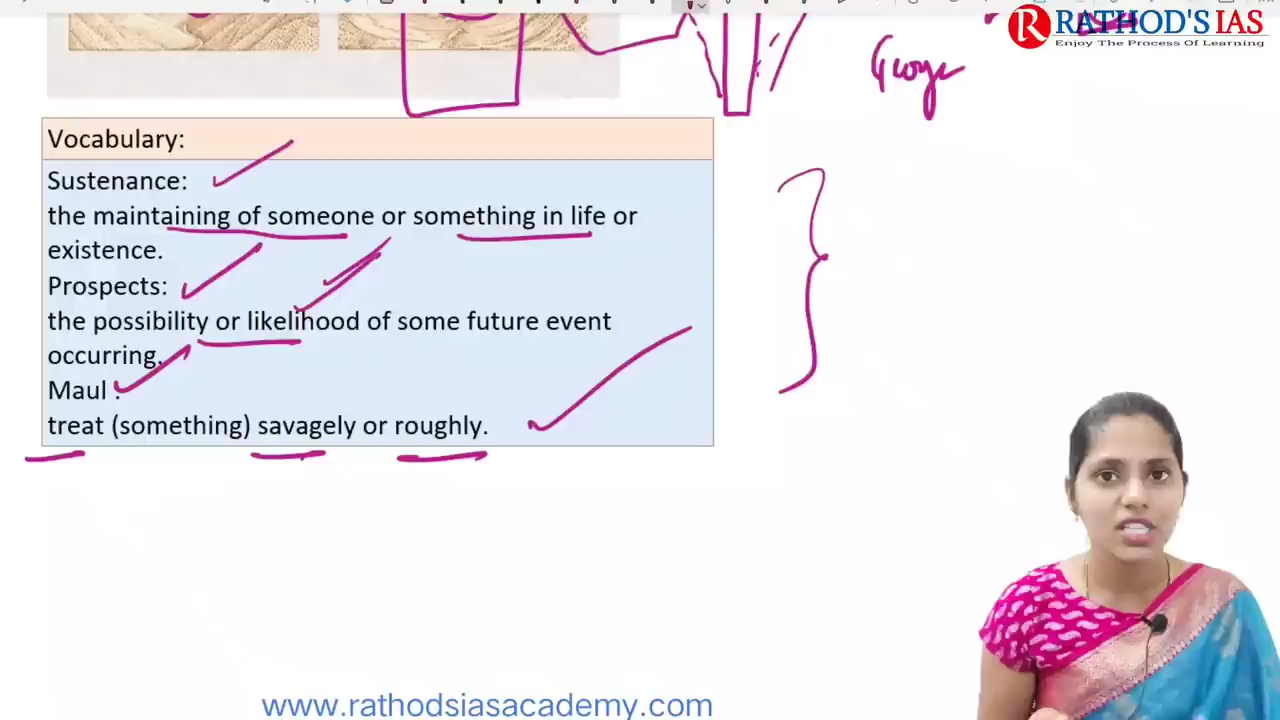 RATHOD'S IAS
Enjoy The Process Of Learning
Gorge
Vocabulary:
Sustenance:
the maintaining of someone or something in life or
existence.
Prospects:
the possibility or likelihood of some future event
occurring.
Maul :
treat (something) savagely or roughly.
www.rathodsiasacademy.com